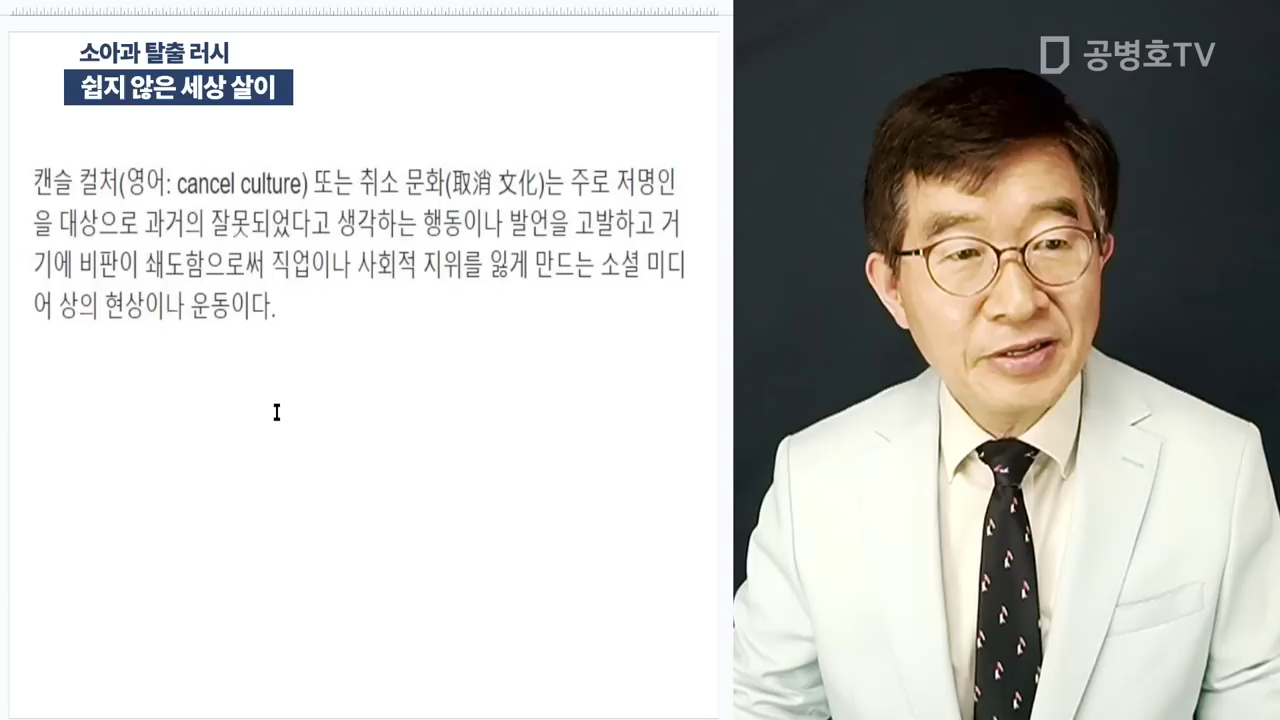 소아과 탈출 러시
쉽지 않은 세상 살이
공병호TV
캔슬 컬처(영어: cancel culture) 또는 취소 문화(取消 文化)는 주로 저명인
을 대상으로 과거의 잘못되었다고 생각하는 행동이나 발언을 고발하고 거
기에 비판이 쇄도함으로써 직업이나 사회적 지위를 잃게 만드는 소셜 미디
어 상의 현상이나 운동이다.